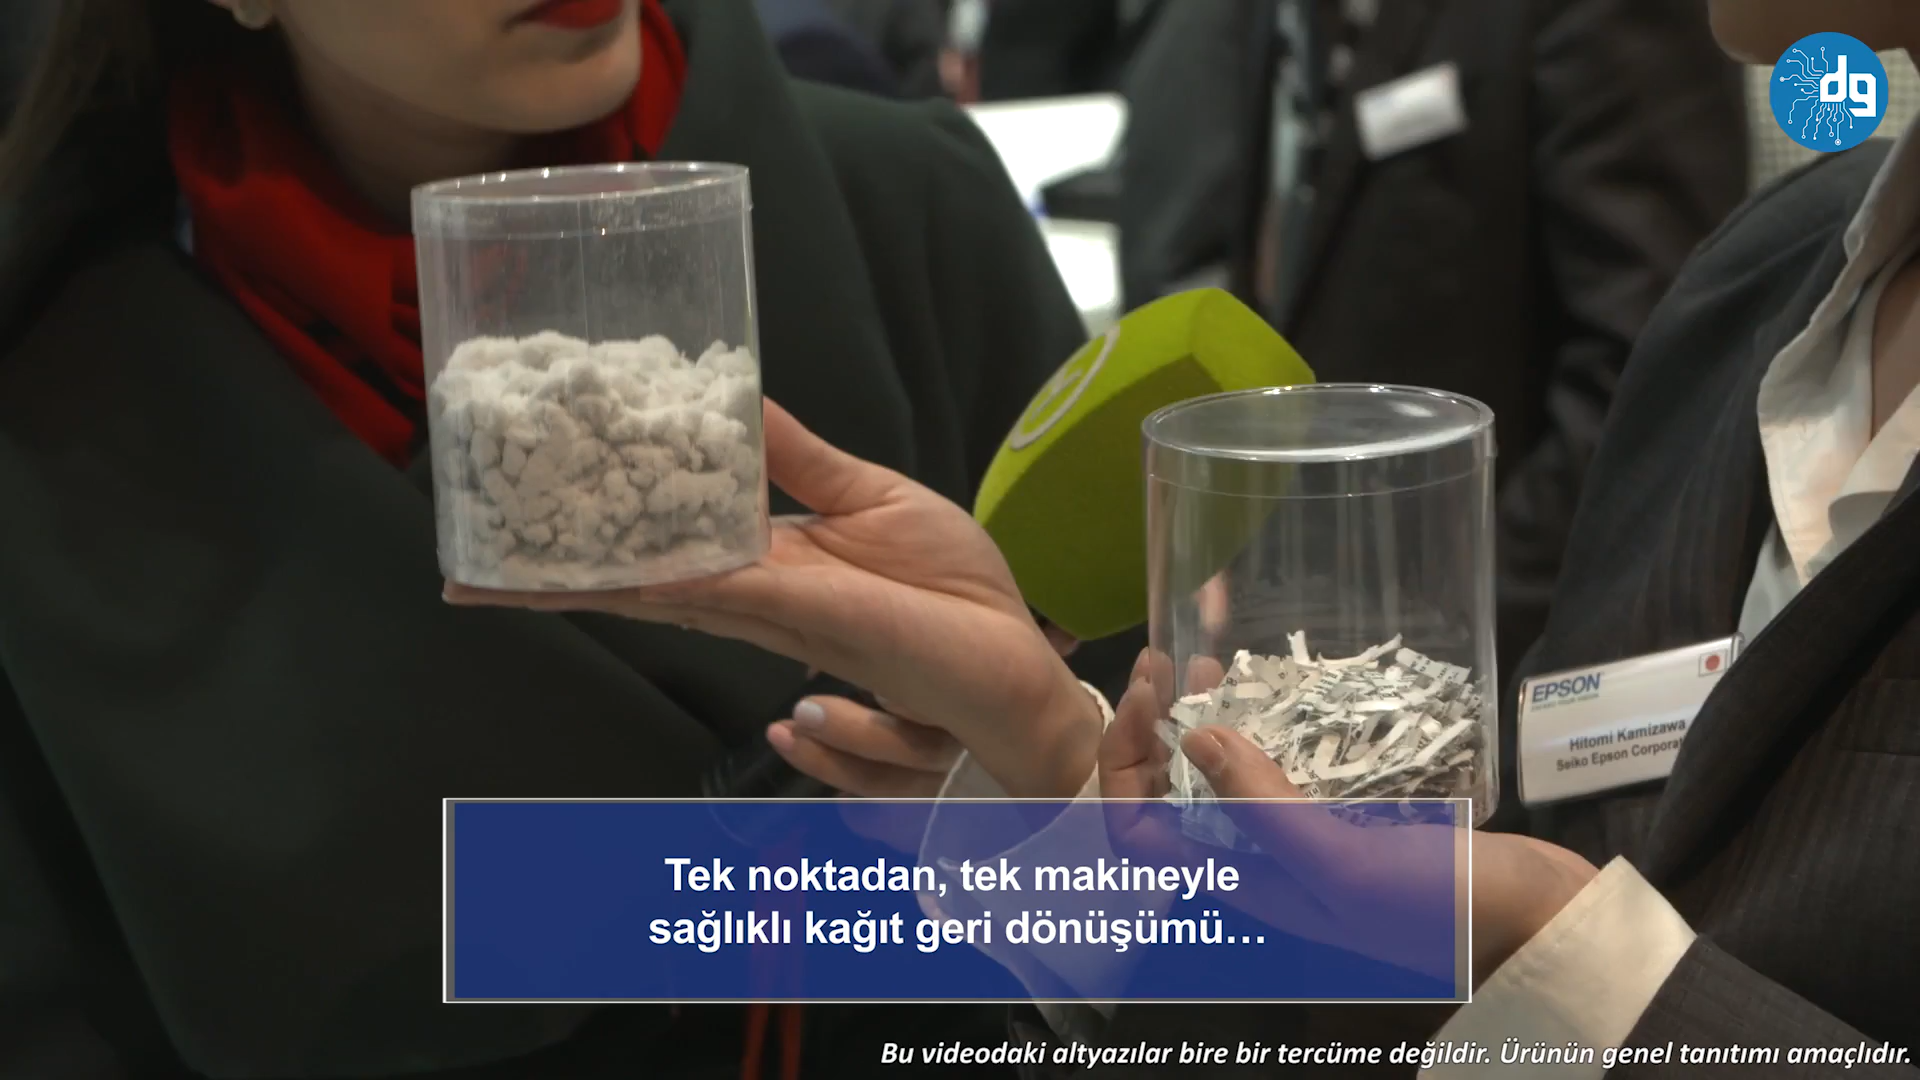 dg
EPSON
Hitomi Kamizawa
Seiko Epson Corporat
Tek noktadan, tek makineyle
sağlıklı kağıt geri dönüşümü...
Bu videodaki altyazılar bire bir tercüme değildir. Ürünün genel tanıtımı amaçlıdır.